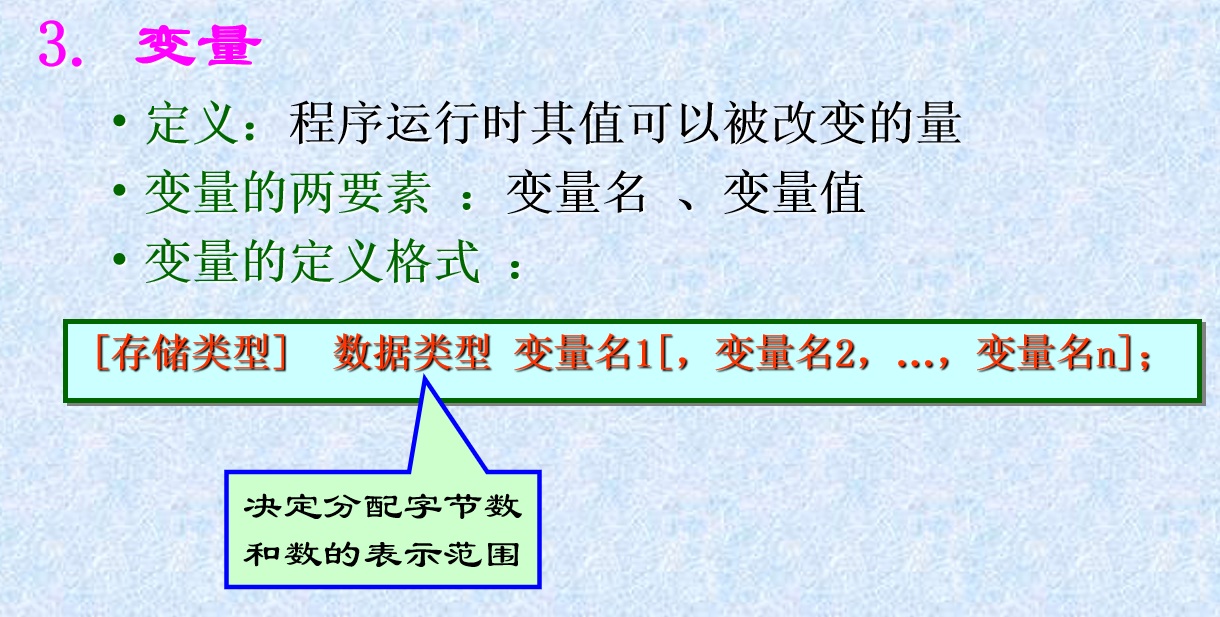 3. 变量
• 定义：程序运行时其值可以被改变的量
• 变量的两要素 ：变量名 、变量值
• 变量的定义格式 ：
[存储类型] 数据类型 变量名1[，变量名2，…，变量名n]；
决定分配字节数
和数的表示范围